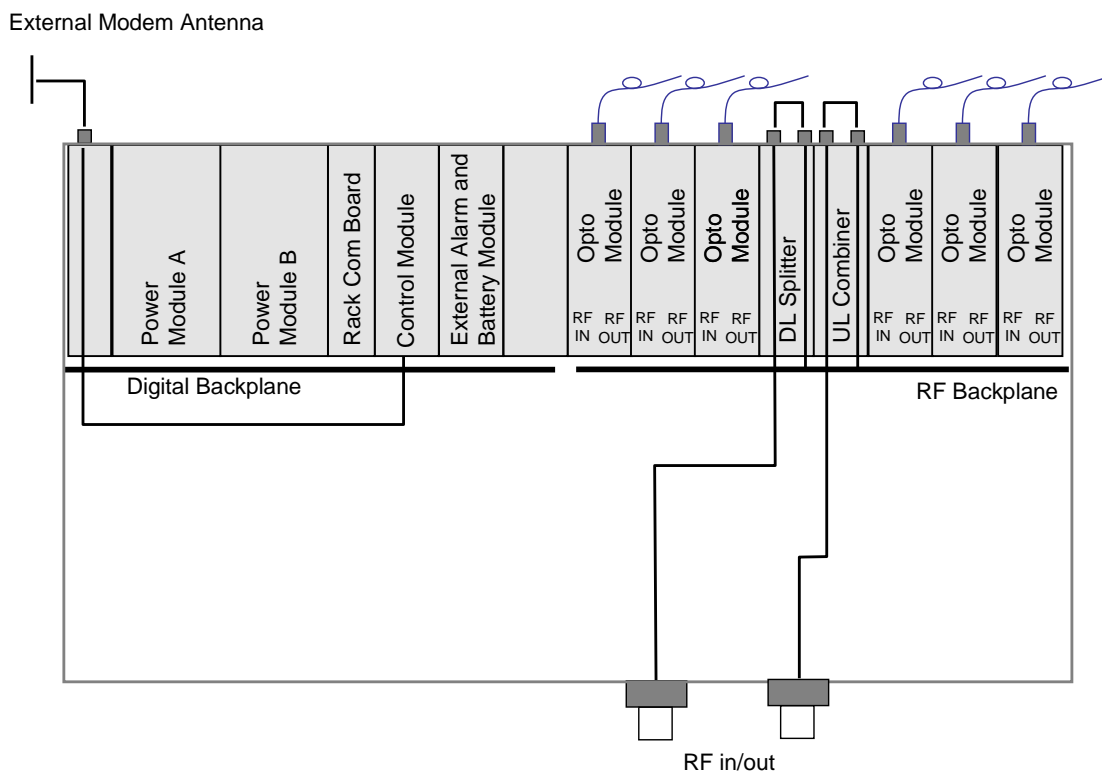 External Modem Antenna
Power
Module A
Power
Module B
Rack Com Board
Control Module
External Alarm and
Battery Module
Opto
Module
RF
IN
RF
OUT
Opto
Module
RF
IN
RF
OUT
Opto
Module
RF
IN
RF
OUT
DL Splitter
UL Combiner
Opto
Module
RF
IN
RF
OUT
Opto
Module
RF
IN
RF
OUT
Opto
Module
RF
IN
RF
OUT
Digital Backplane
RF Backplane
RF in/out